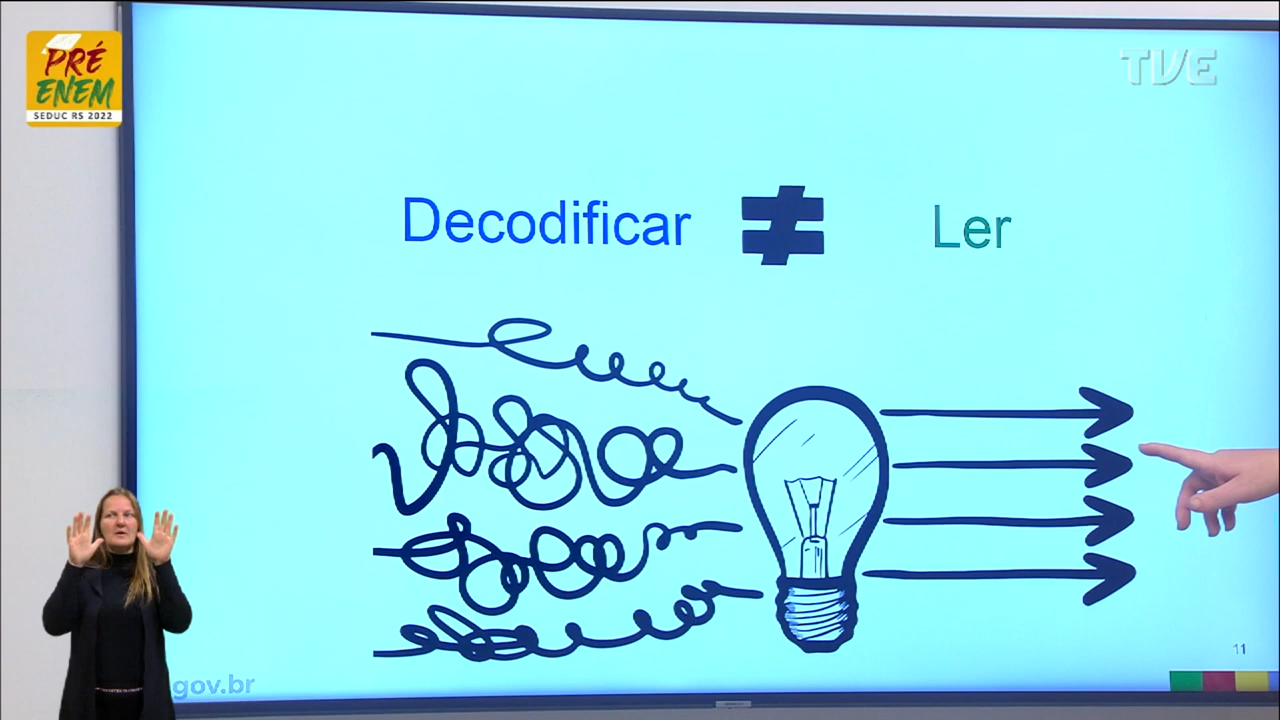 PRÉ
ENEM
SEDUC RS 2022
TVE
Decodificar ≠ Ler
11
gov.br